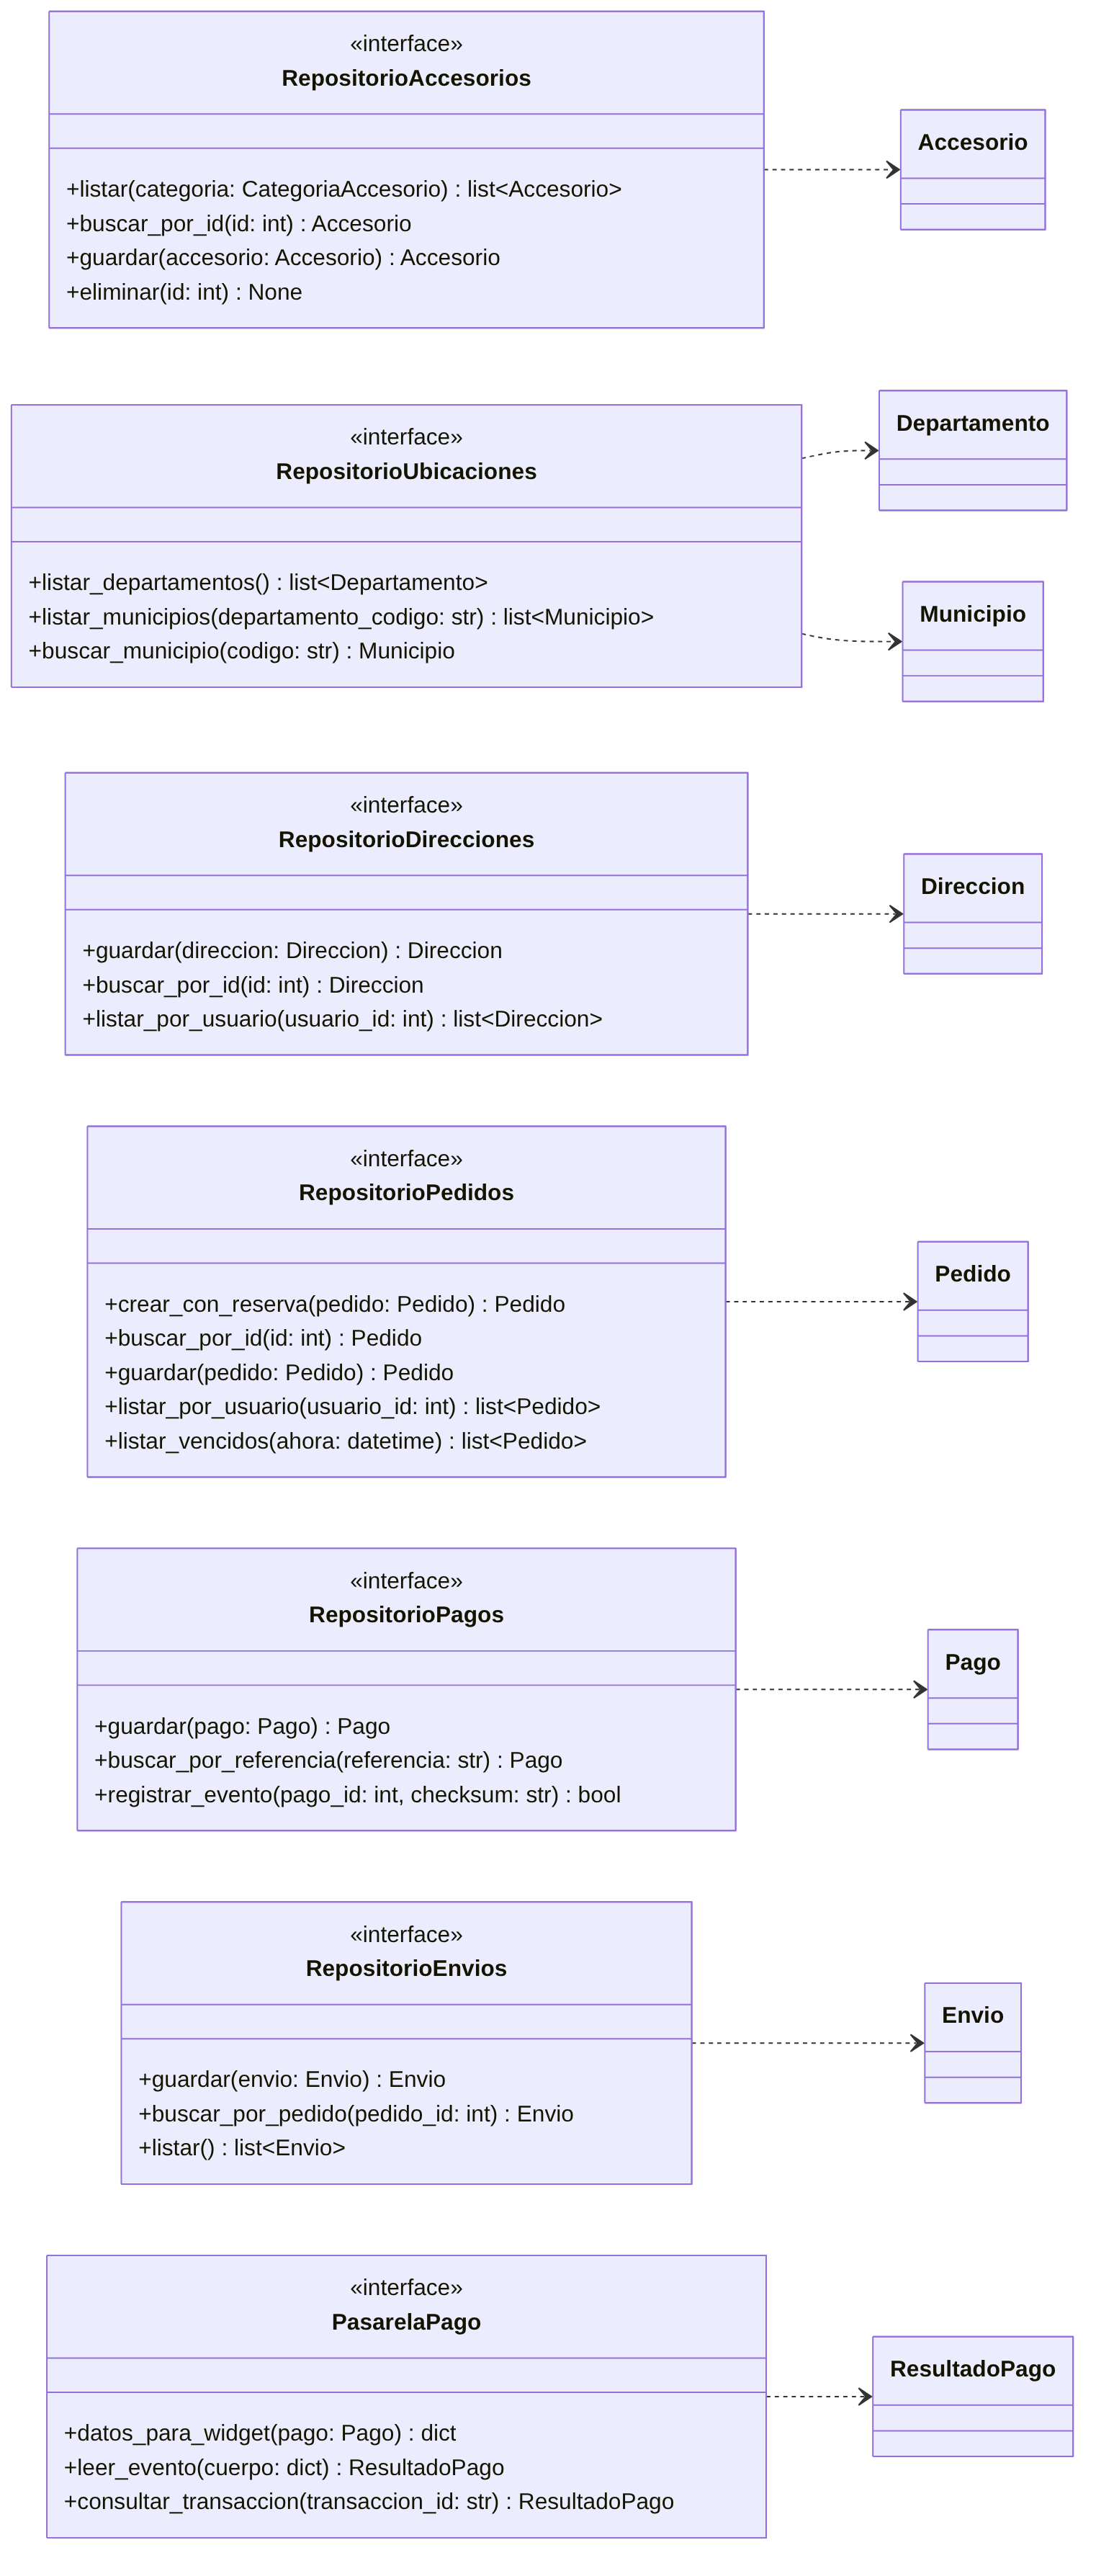 «interface»
RepositorioAccesorios
+listar(categoria: CategoriaAccesorio) : list<Accesorio>
+buscar_por_id(id: int) : Accesorio
+guardar(accesorio: Accesorio) : Accesorio
+eliminar(id: int) : None
Accesorio
«interface»
RepositorioUbicaciones
+listar_departamentos() : list<Departamento>
+listar_municipios(departamento_codigo: str) : list<Municipio>
+buscar_municipio(codigo: str) : Municipio
Departamento
Municipio
«interface»
RepositorioDirecciones
+guardar(direccion: Direccion) : Direccion
+buscar_por_id(id: int) : Direccion
+listar_por_usuario(usuario_id: int) : list<Direccion>
Direccion
«interface»
RepositorioPedidos
+crear_con_reserva(pedido: Pedido) : Pedido
+buscar_por_id(id: int) : Pedido
+guardar(pedido: Pedido) : Pedido
+listar_por_usuario(usuario_id: int) : list<Pedido>
+listar_vencidos(ahora: datetime) : list<Pedido>
Pedido
«interface»
RepositorioPagos
+guardar(pago: Pago) : Pago
+buscar_por_referencia(referencia: str) : Pago
+registrar_evento(pago_id: int, checksum: str) : bool
Pago
«interface»
RepositorioEnvios
+guardar(envio: Envio) : Envio
+buscar_por_pedido(pedido_id: int) : Envio
+listar() : list<Envio>
Envio
«interface»
PasarelaPago
+datos_para_widget(pago: Pago) : dict
+leer_evento(cuerpo: dict) : ResultadoPago
+consultar_transaccion(transaccion_id: str) : ResultadoPago
ResultadoPago